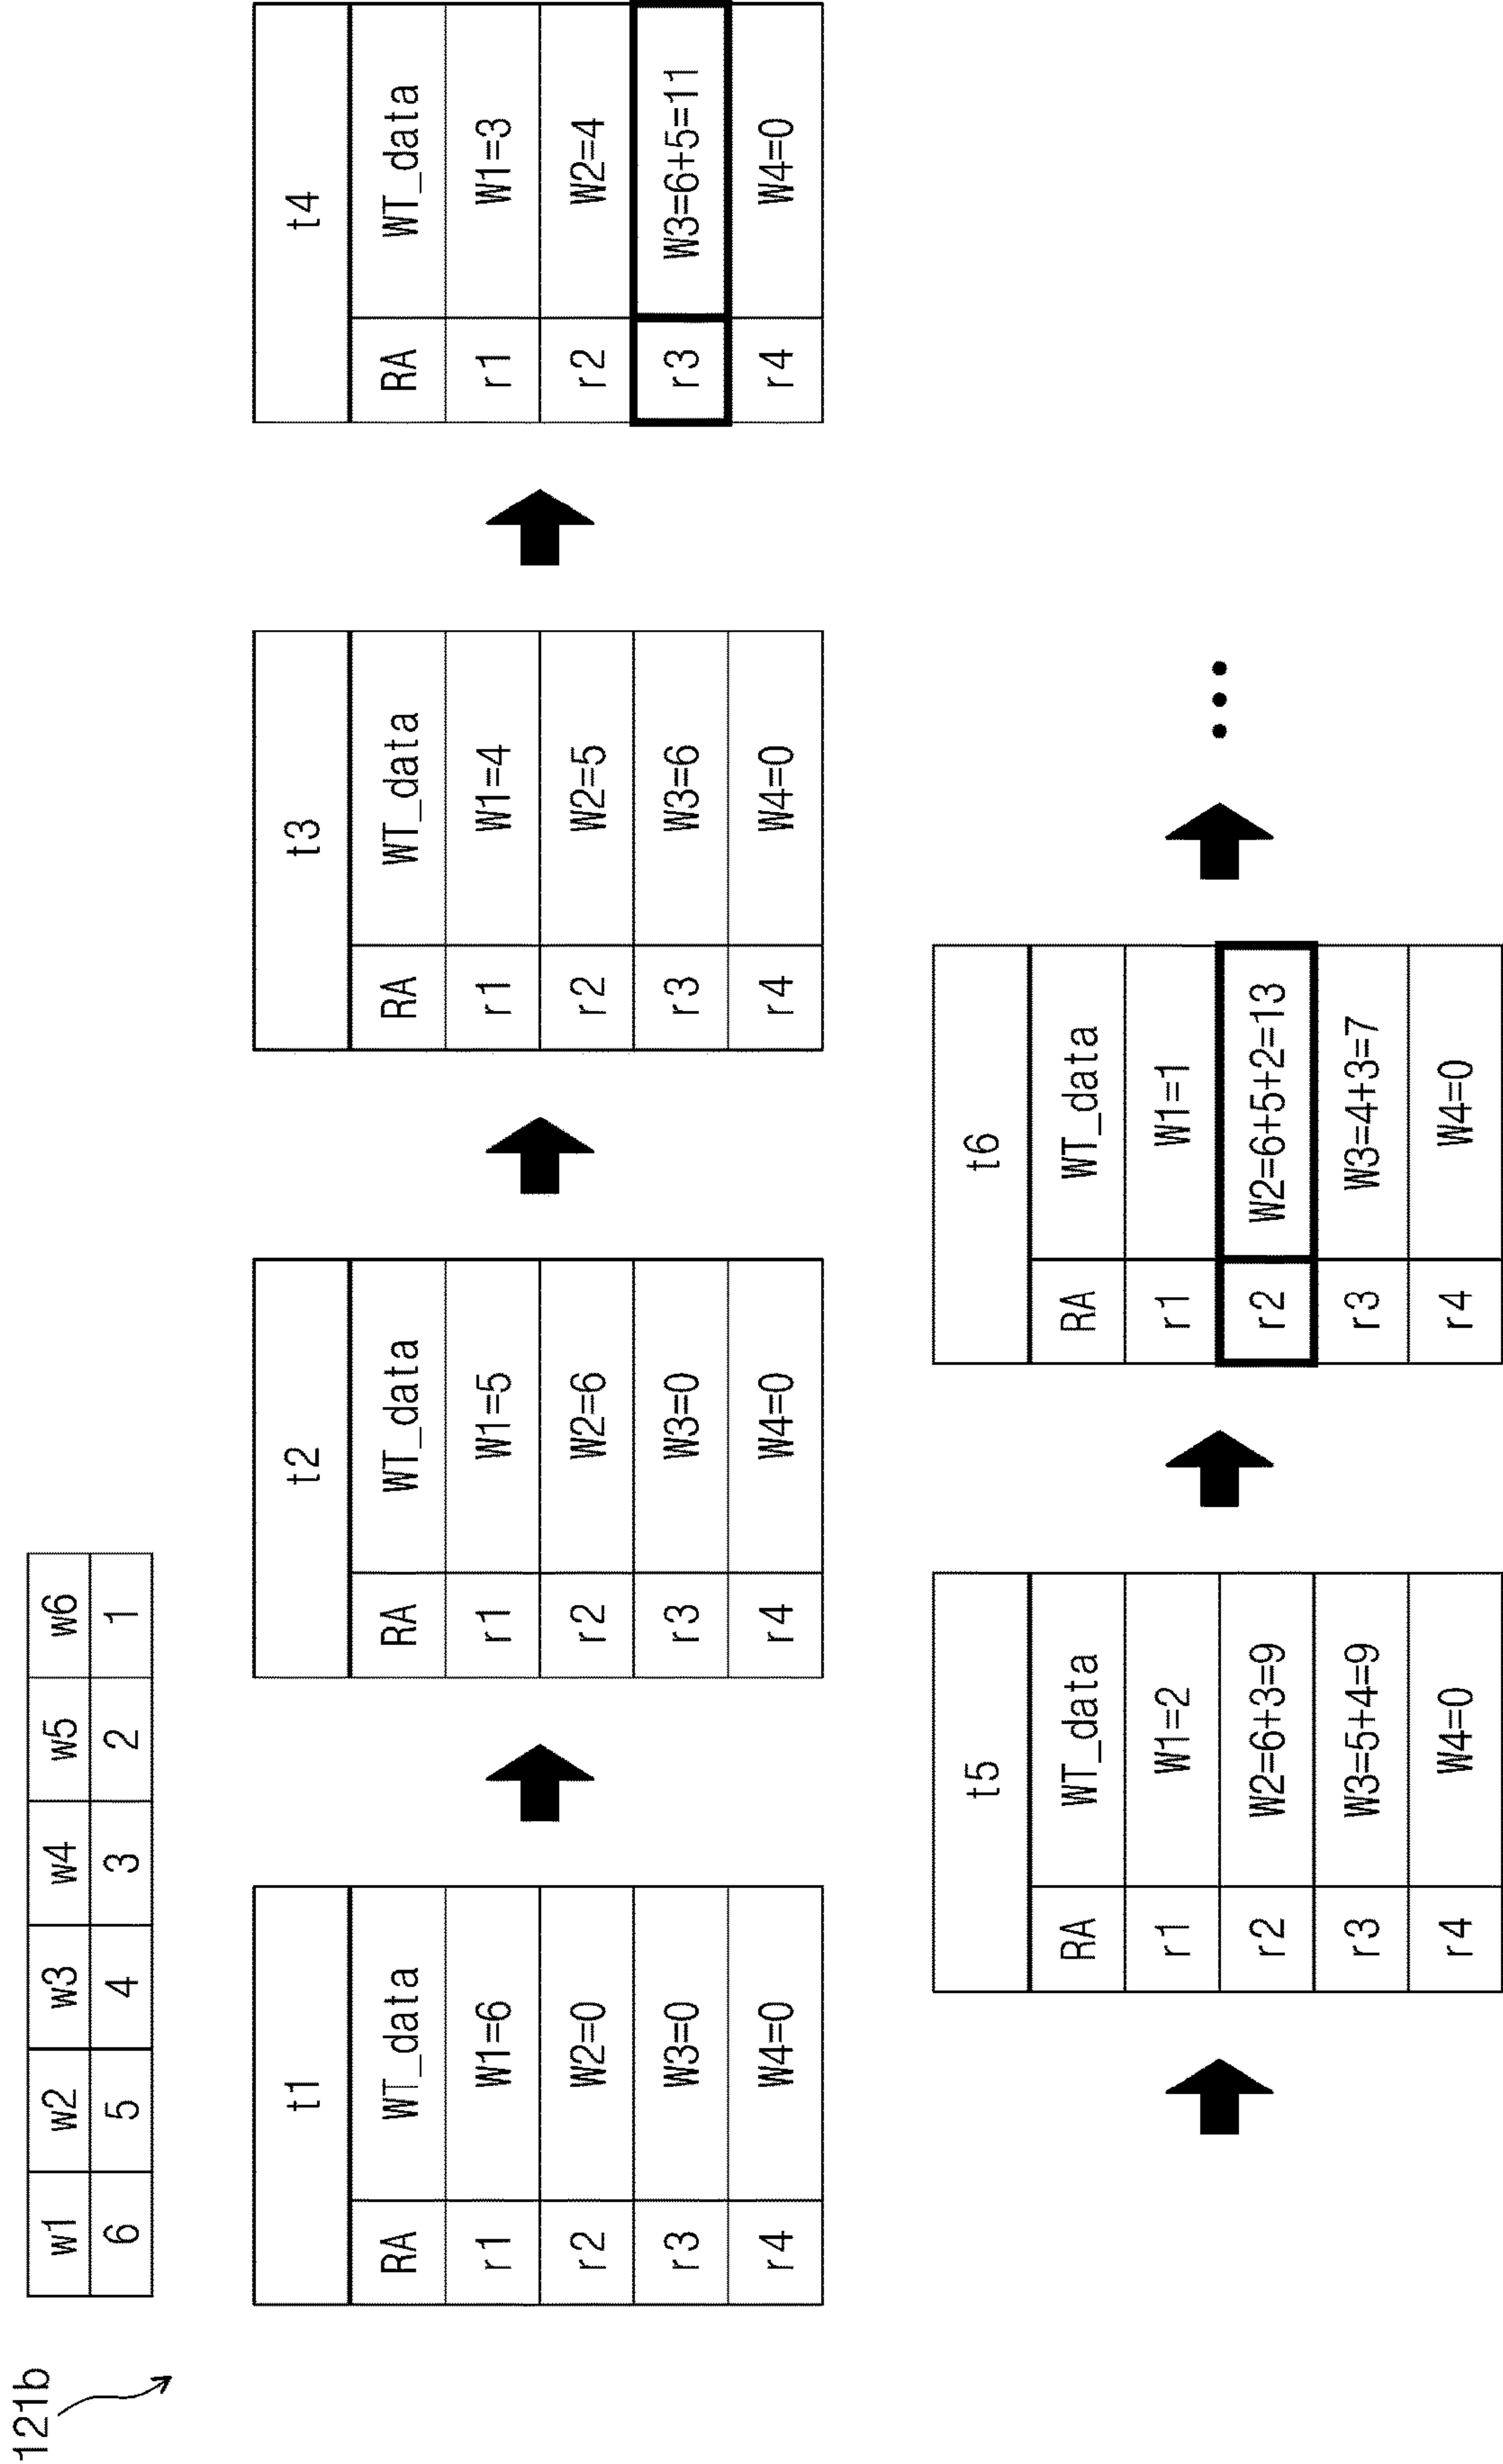 121b
w1 w2 w3 w4 w5 w6
6 5 4 3 2 1
t1
RA WT_data
r1 W1=6
r2 W2=0
r3 W3=0
r4 W4=0
t2
RA WT_data
r1 W1=5
r2 W2=6
r3 W3=0
r4 W4=0
t3
RA WT_data
r1 W1=4
r2 W2=5
r3 W3=6
r4 W4=0
t4
RA WT_data
r1 W1=3
r2 W2=4
r3 W3=6+5=11
r4 W4=0
t5
RA WT_data
r1 W1=2
r2 W2=6+3=9
r3 W3=5+4=9
r4 W4=0
t6
RA WT_data
r1 W1=1
r2 W2=6+5+2=13
r3 W3=4+3=7
r4 W4=0